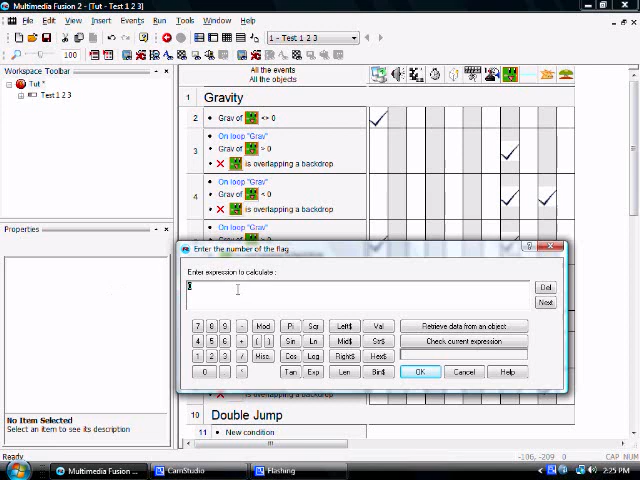 Multimedia Fusion 2 - [Tut - Test 1 2 3]
File Edit View Insert Events Run Tools Window Help
1 - Test 1 2 3
100
Workspace Toolbar
Tut *
Test 1 2 3
All the events
All the objects
1 Gravity
2 Grav of <> 0
3 On loop "Grav"
Grav of > 0
is overlapping a backdrop
4 On loop "Grav"
Grav of < 0
is overlapping a backdrop
On loop "Grav"
Properties
No Item Selected
Select an item to see its description
Enter the number of the flag
Enter expression to calculate :
0
Del
Next
7 8 9 - Mod Pi Sqr Left$ Val Retrieve data from an object
4 5 6 + ( ) Sin Ln Mid$ Str$ Check current expression
1 2 3 / Misc. Cos Log Right$ Hex$
0 . * Tan Exp Len Bin$ OK Cancel Help
is overlapping a backdrop
10 Double Jump
11 New condition
Ready
-106, -209 0 CAP NUM
Multimedia Fusion ... CamStudio Flashing 2:25 PM